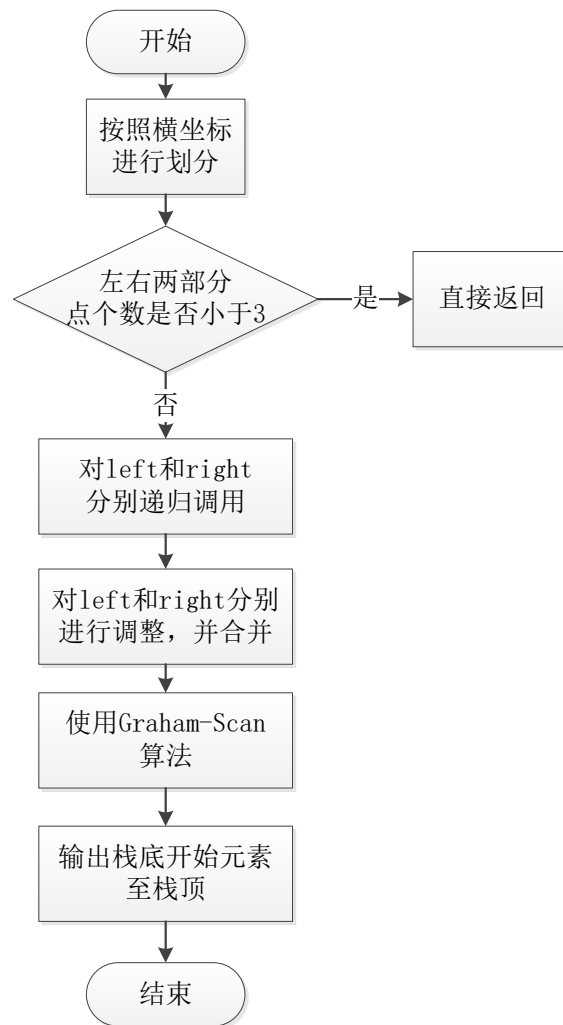 开始
按照横坐标
进行划分
左右两部分
点个数是否小于3
是
直接返回
否
对left和right
分别递归调用
对left和right分别
进行调整，并合并
使用Graham-Scan
算法
输出栈底开始元素
至栈顶
结束